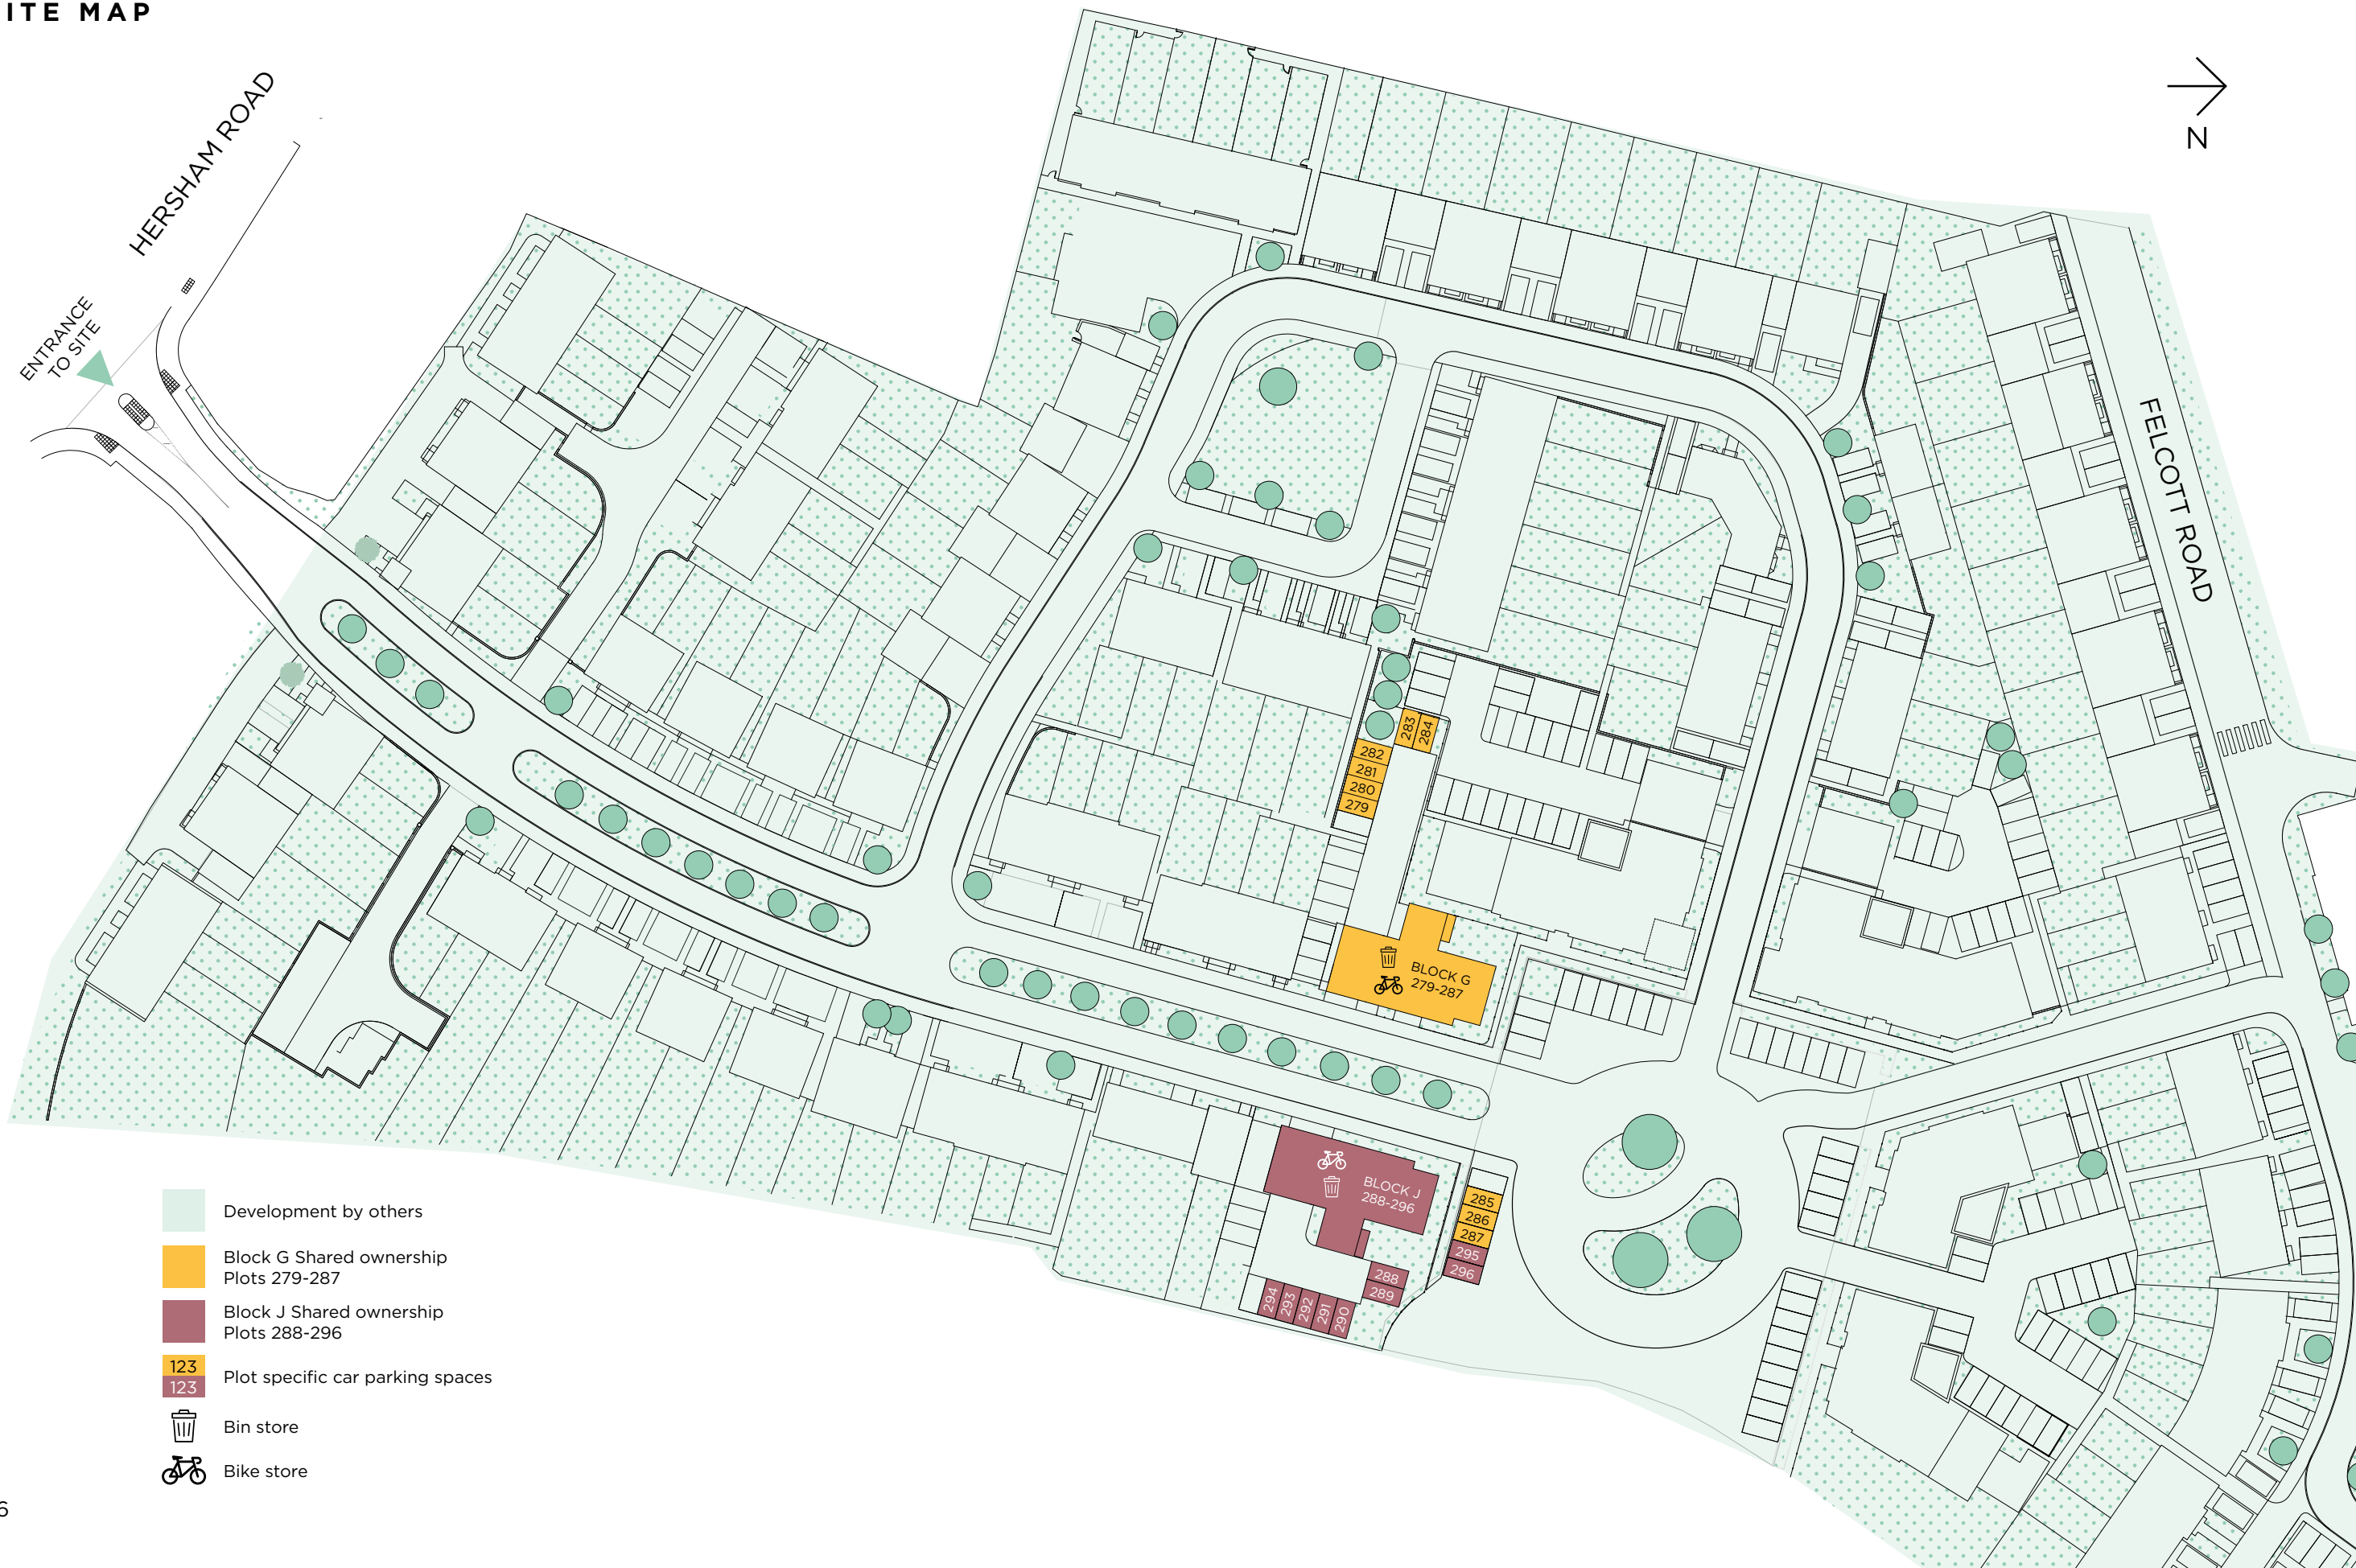 ITE MAP
HERSHAM ROAD
ENTRANCE
TO SITE
N
FELCOTT ROAD
283
284
282
281
280
279
BLOCK G
279-287
BLOCK J
288-296
285
286
287
295
296
288
289
294
293
292
291
290
Development by others
Block G Shared ownership
Plots 279-287
Block J Shared ownership
Plots 288-296
123
123
Plot specific car parking spaces
Bin store
Bike store
6